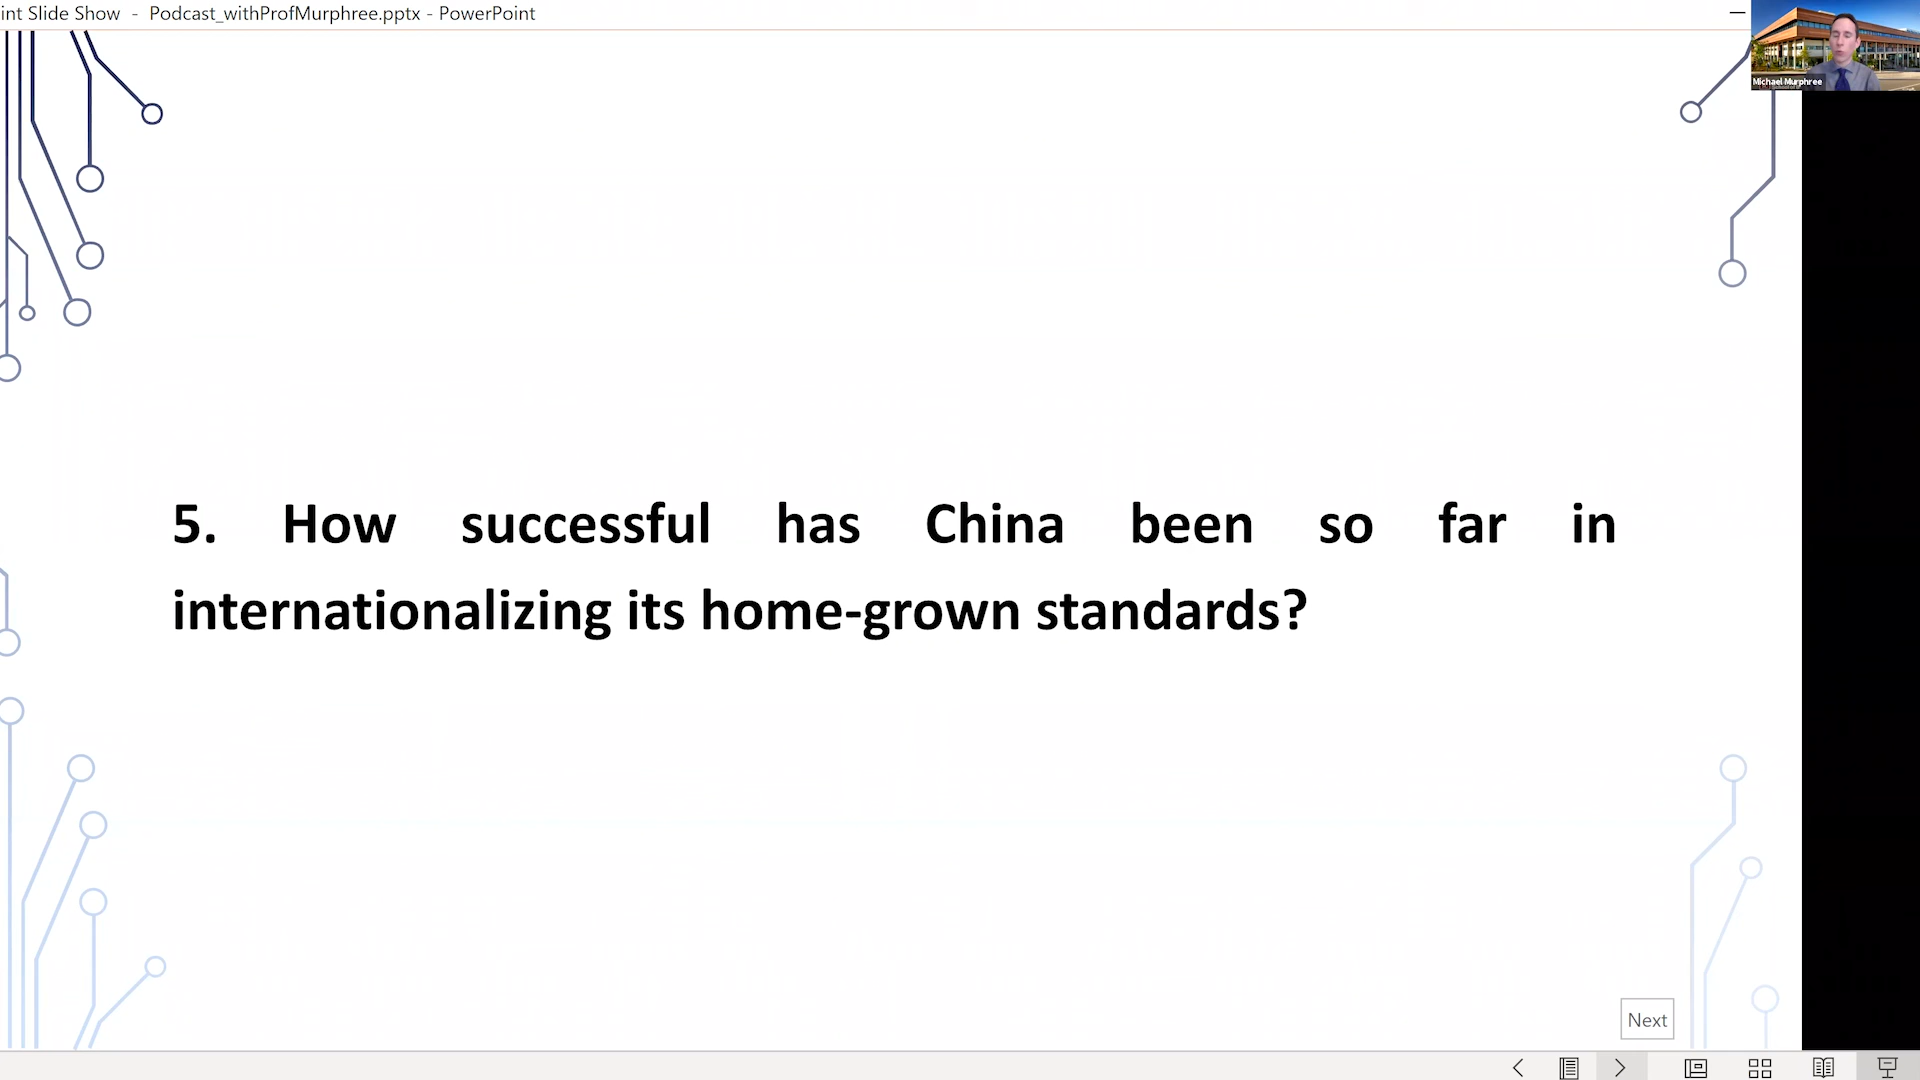 int Slide Show - Podcast_withProfMurphree.pptx - PowerPoint
Michael Murphree
5. How successful has China been so far in
internationalizing its home-grown standards?
Next